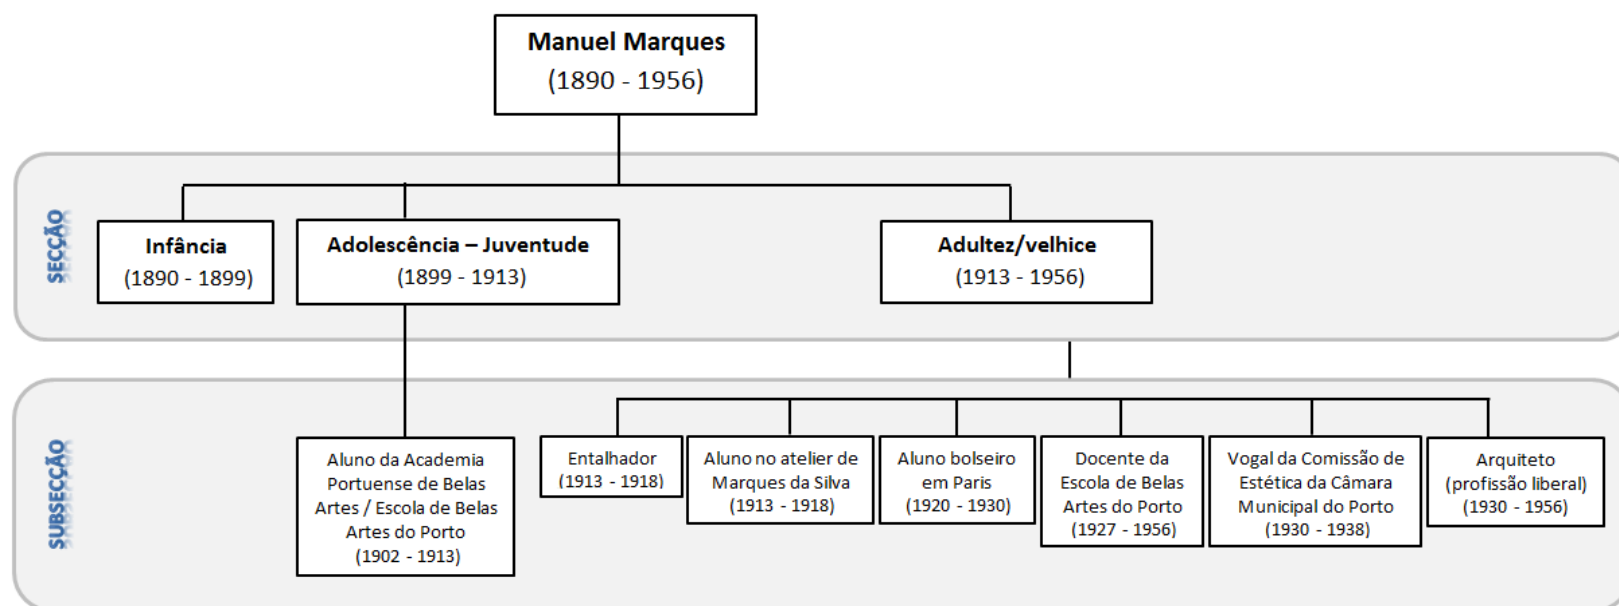 Manuel Marques
(1890 - 1956)
SECÇÃO
Infância
(1890 - 1899)
Adolescência – Juventude
(1899 - 1913)
Adultez/velhice
(1913 - 1956)
SUBSECÇÃO
Aluno da Academia
Portuense de Belas
Artes / Escola de Belas
Artes do Porto
(1902 - 1913)
Entalhador
(1913 - 1918)
Aluno no atelier de
Marques da Silva
(1913 - 1918)
Aluno bolseiro
em Paris
(1920 - 1930)
Docente da
Escola de Belas
Artes do Porto
(1927 - 1956)
Vogal da Comissão de
Estética da Câmara
Municipal do Porto
(1930 - 1938)
Arquiteto
(profissão liberal)
(1930 - 1956)